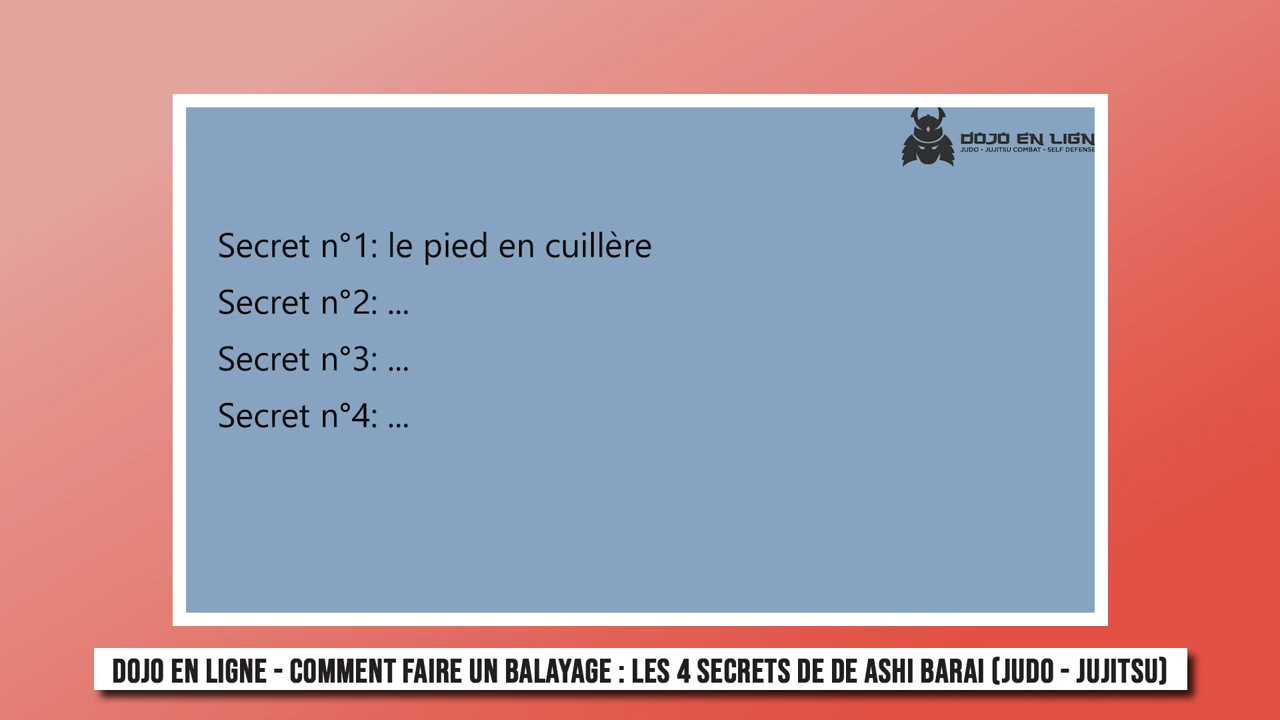 DOJO EN LIGN
JUDO - JUJITSU COMBAT - SELF DEFENSE
Secret n°1: le pied en cuillère
Secret n°2: ...
Secret n°3: ...
Secret n°4: ...
DOJO EN LIGNE - COMMENT FAIRE UN BALAYAGE : LES 4 SECRETS DE DE ASHI BARAI (JUDO - JUJITSU)